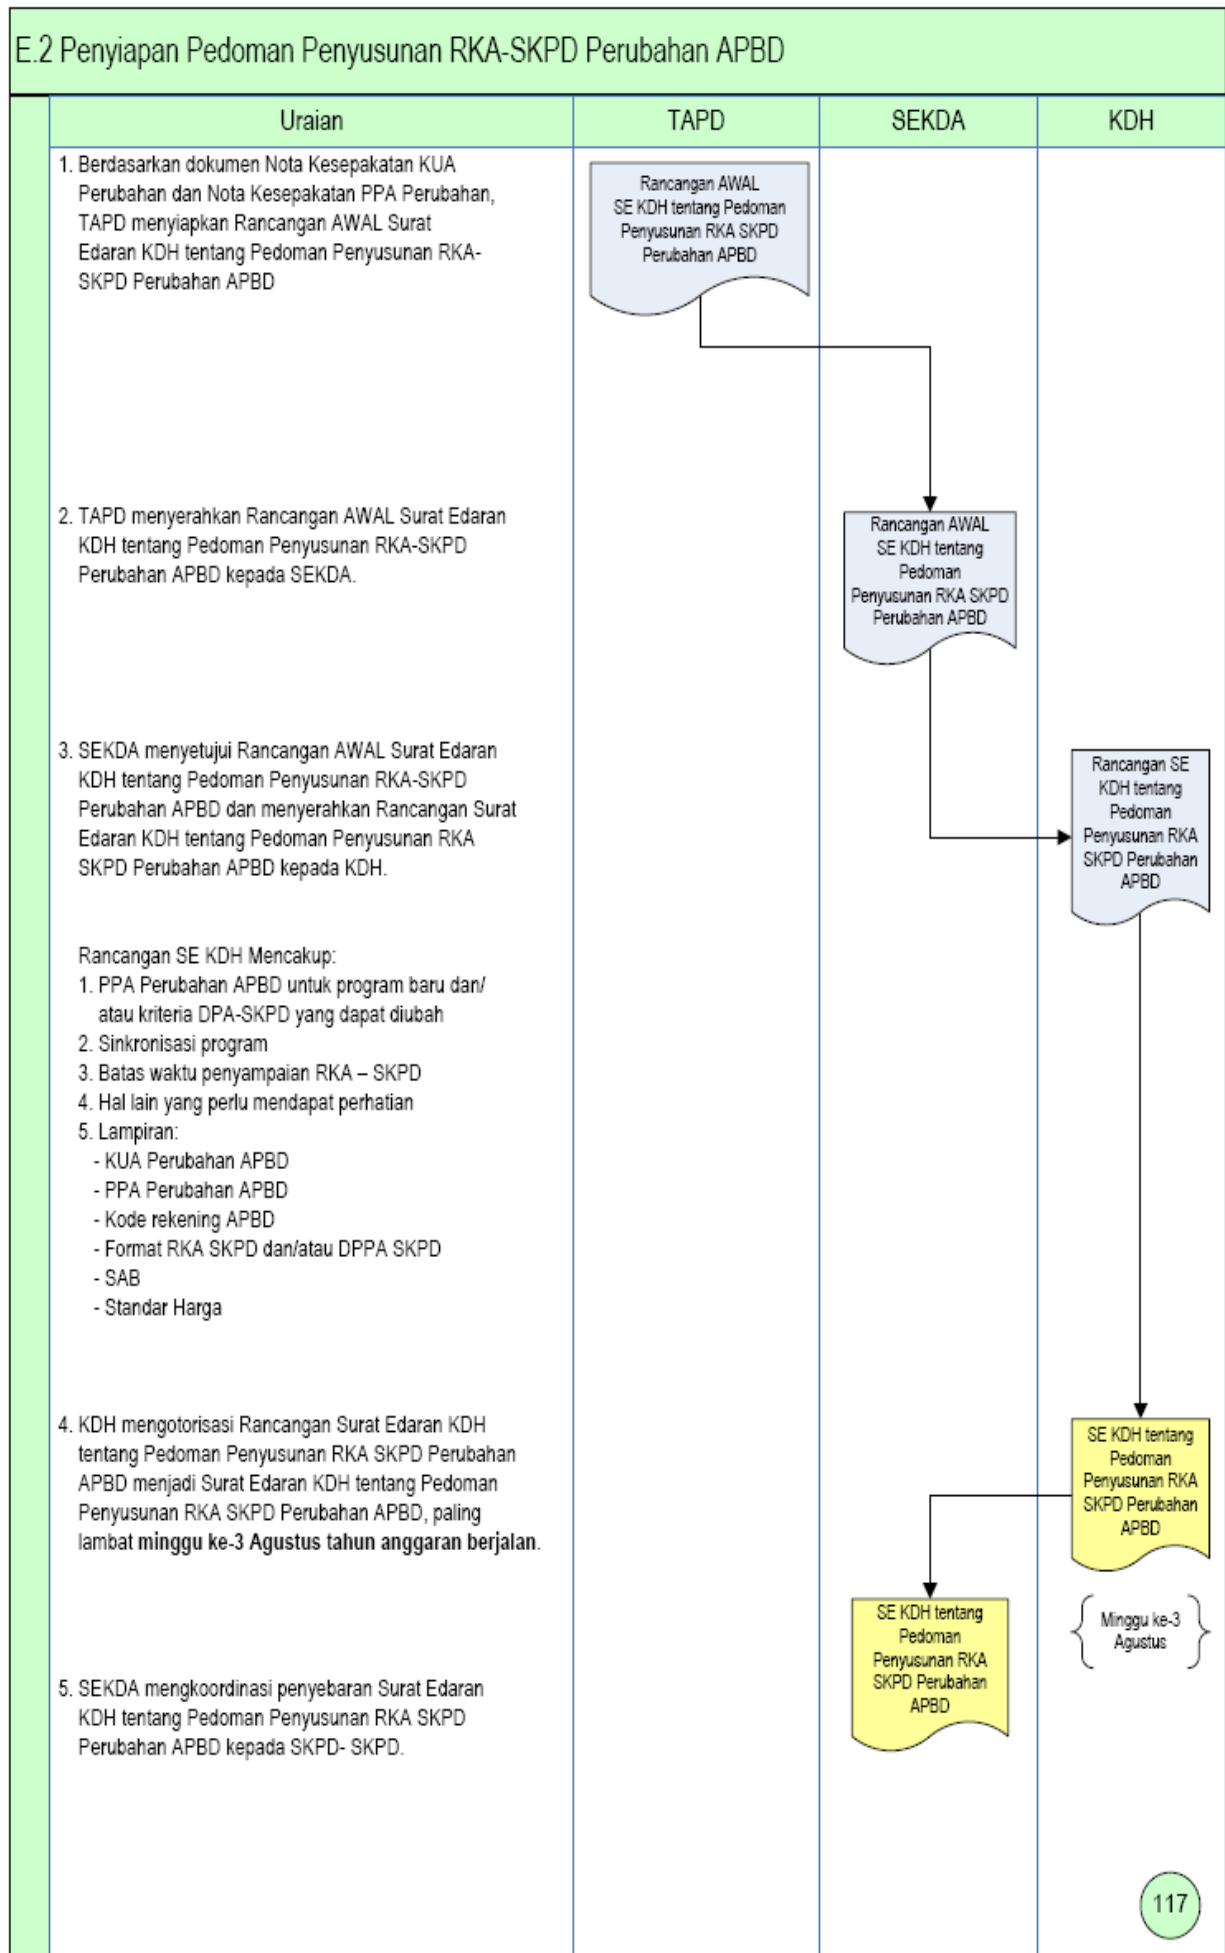 E.2 Penyiapan Pedoman Penyusunan RKA-SKPD Perubahan APBD
Uraian
TAPD
SEKDA
KDH
1. Berdasarkan dokumen Nota Kesepakatan KUA
Perubahan dan Nota Kesepakatan PPA Perubahan,
TAPD menyiapkan Rancangan AWAL Surat
Edaran KDH tentang Pedoman Penyusunan RKA-
SKPD Perubahan APBD
Rancangan AWAL
SE KDH tentang Pedoman
Penyusunan RKA SKPD
Perubahan APBD
2. TAPD menyerahkan Rancangan AWAL Surat Edaran
KDH tentang Pedoman Penyusunan RKA-SKPD
Perubahan APBD kepada SEKDA.
Rancangan AWAL
SE KDH tentang
Pedoman
Penyusunan RKA SKPD
Perubahan APBD
3. SEKDA menyetujui Rancangan AWAL Surat Edaran
KDH tentang Pedoman Penyusunan RKA-SKPD
Perubahan APBD dan menyerahkan Rancangan Surat
Edaran KDH tentang Pedoman Penyusunan RKA
SKPD Perubahan APBD kepada KDH.
Rancangan SE
KDH tentang
Pedoman
Penyusunan RKA
SKPD Perubahan
APBD
Rancangan SE KDH Mencakup:
1. PPA Perubahan APBD untuk program baru dan/
atau kriteria DPA-SKPD yang dapat diubah
2. Sinkronisasi program
3. Batas waktu penyampaian RKA – SKPD
4. Hal lain yang perlu mendapat perhatian
5. Lampiran:
- KUA Perubahan APBD
- PPA Perubahan APBD
- Kode rekening APBD
- Format RKA SKPD dan/atau DPPA SKPD
- SAB
- Standar Harga
4. KDH mengotorisasi Rancangan Surat Edaran KDH
tentang Pedoman Penyusunan RKA SKPD Perubahan
APBD menjadi Surat Edaran KDH tentang Pedoman
Penyusunan RKA SKPD Perubahan APBD, paling
lambat minggu ke-3 Agustus tahun anggaran berjalan.
SE KDH tentang
Pedoman
Penyusunan RKA
SKPD Perubahan
APBD
Minggu ke-3
Agustus
SE KDH tentang
Pedoman
Penyusunan RKA
SKPD Perubahan
APBD
5. SEKDA mengkoordinasi penyebaran Surat Edaran
KDH tentang Pedoman Penyusunan RKA SKPD
Perubahan APBD kepada SKPD- SKPD.
117